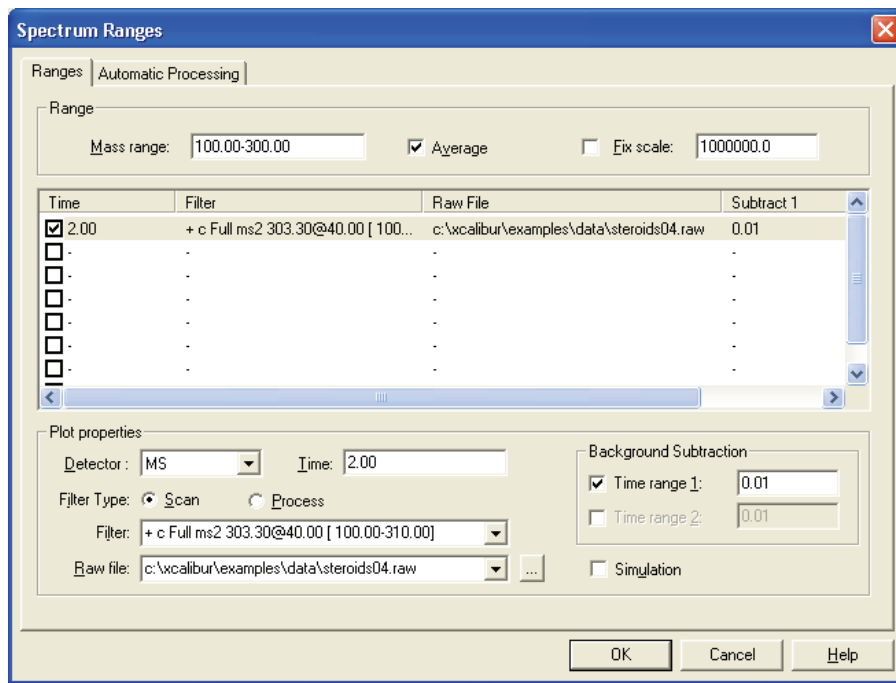 Spectrum Ranges
Ranges Automatic Processing
Range
Mass range: 100.00-300.00 Average Fix scale: 1000000.0
Time Filter Raw File Subtract 1
2.00 + c Full ms2 303.30@40.00 [ 100... c:\xcalibur\examples\data\steroids04.raw 0.01
- - - -
- - - -
- - - -
- - - -
- - - -
- - - -
Plot properties
Detector : MS Time: 2.00
Background Subtraction
Time range 1: 0.01
Filter Type: Scan Process
Time range 2: 0.01
Filter: + c Full ms2 303.30@40.00 [ 100.00-310.00]
Raw file: c:\xcalibur\examples\data\steroids04.raw ... Simulation
OK Cancel Help